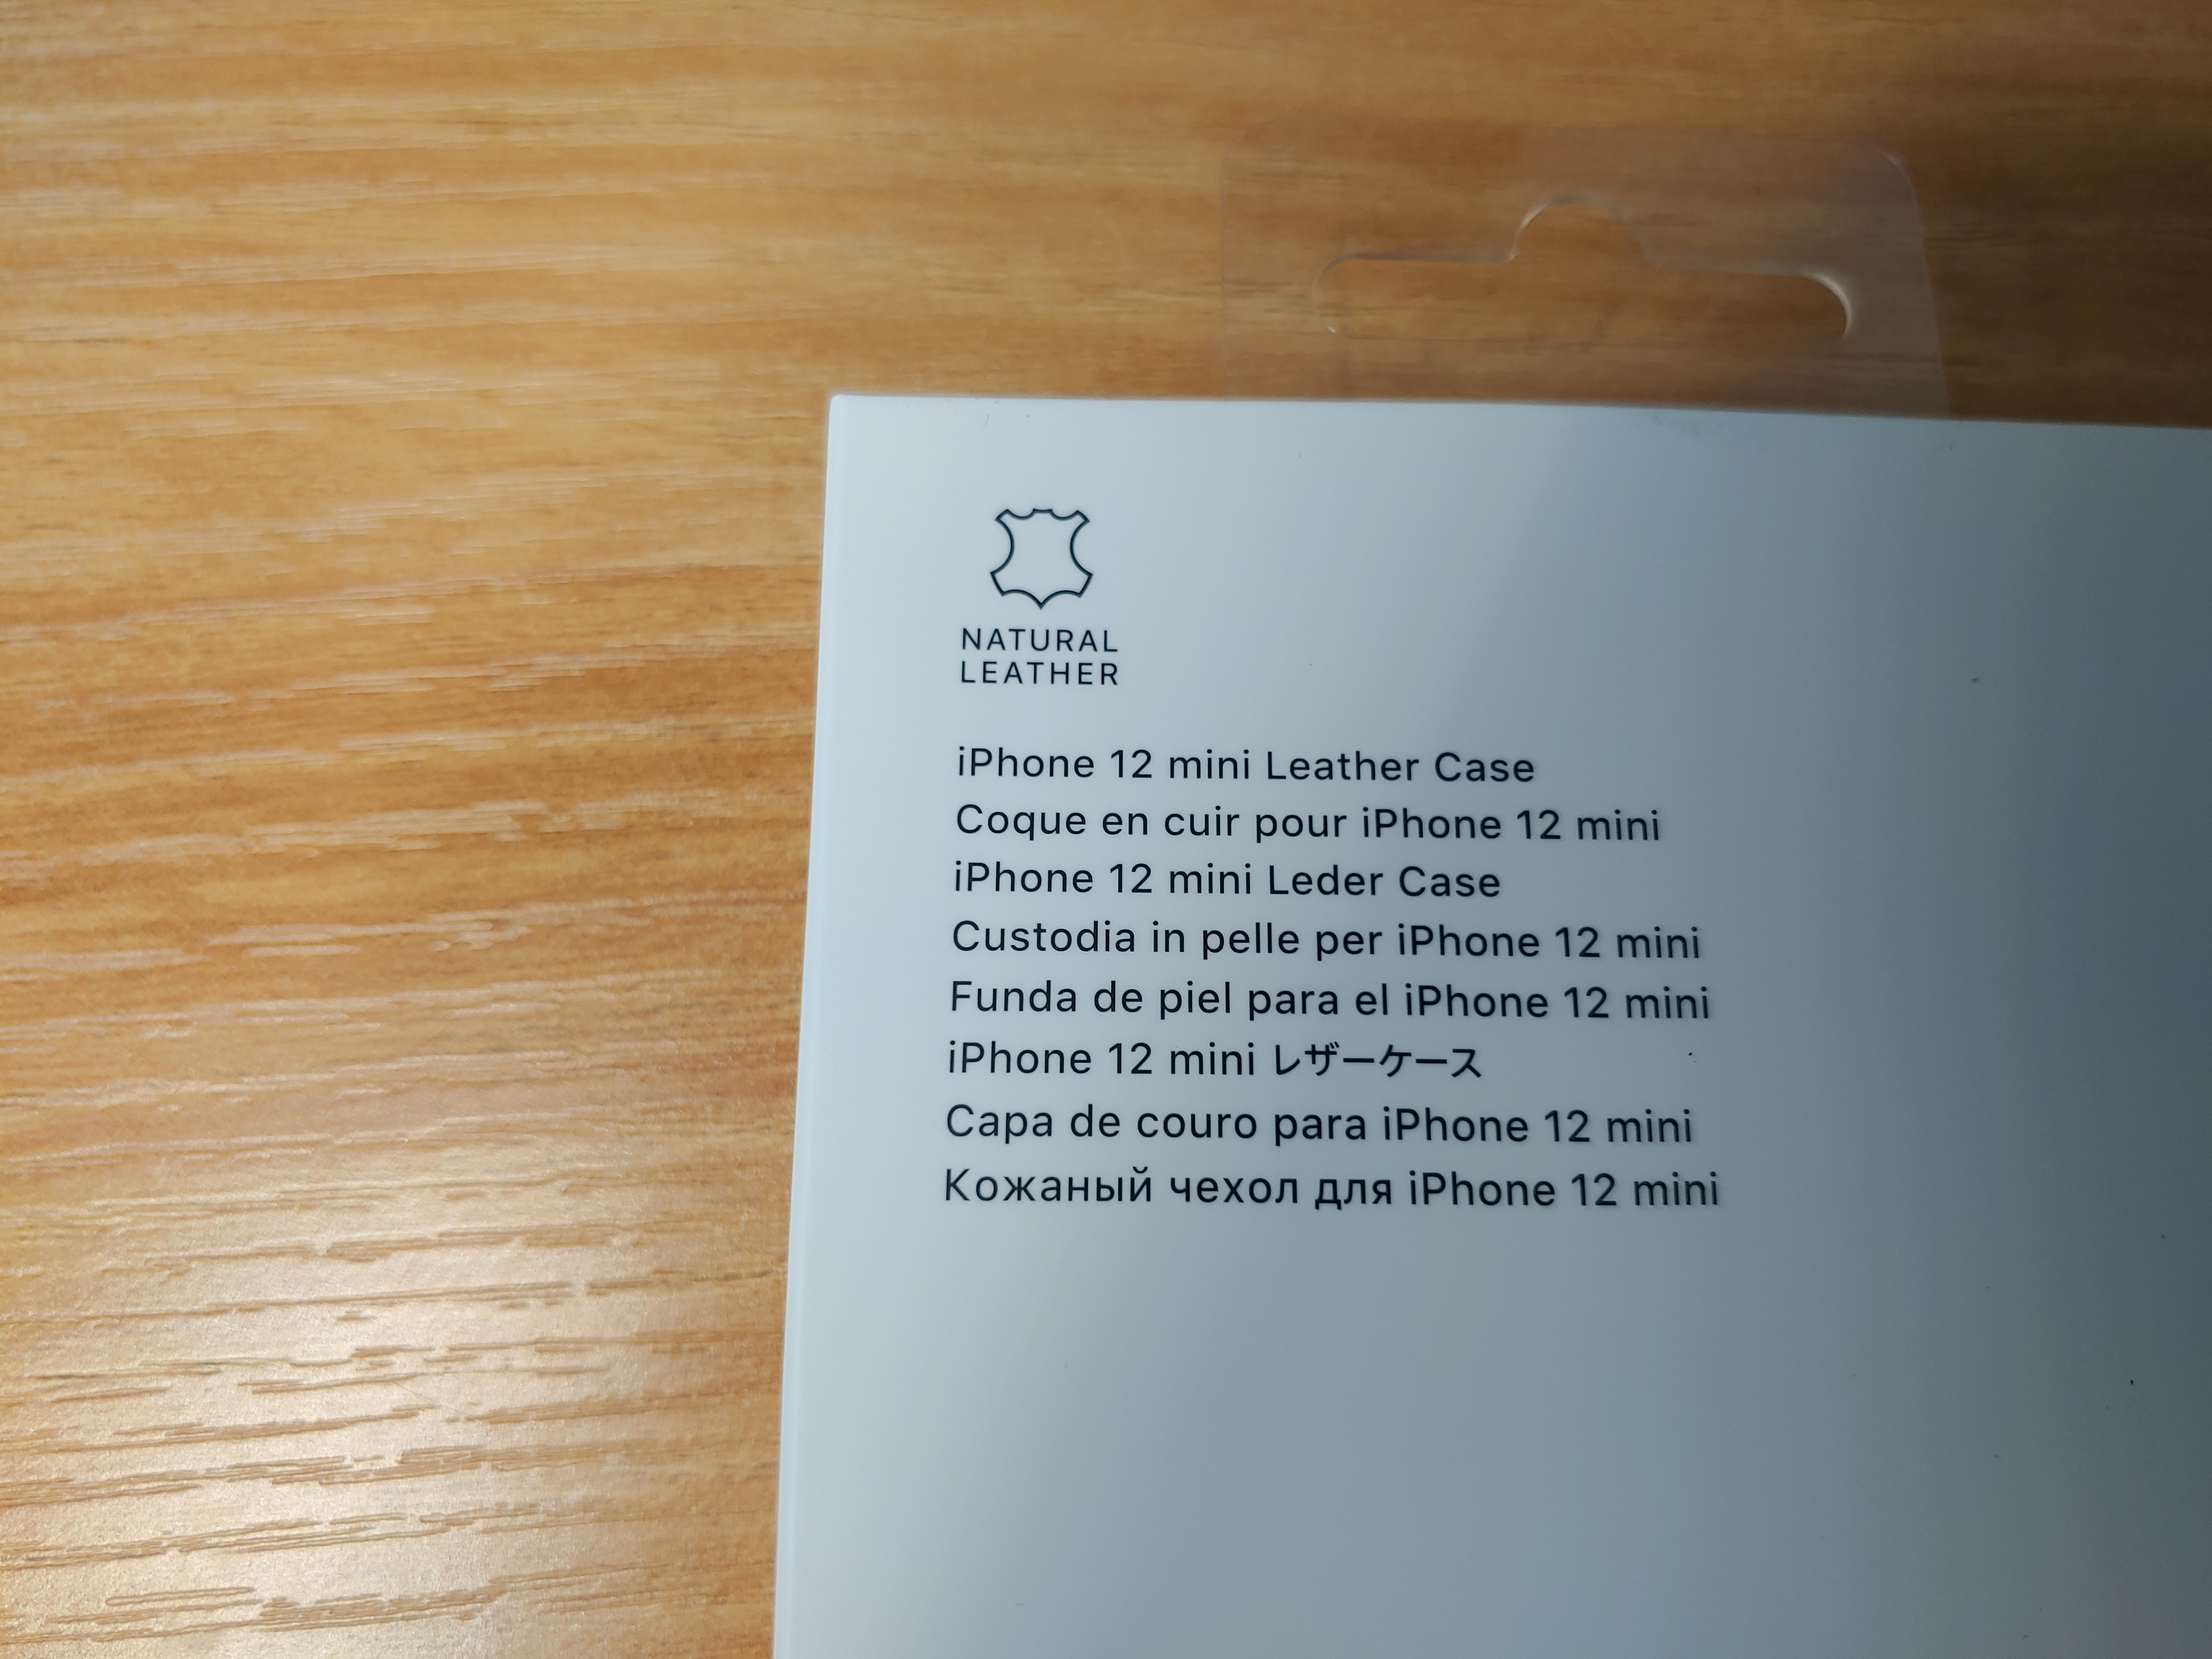 NATURAL
LEATHER
iPhone 12 mini Leather Case
Coque en cuir pour iPhone 12 mini
iPhone 12 mini Leder Case
Custodia in pelle per iPhone 12 mini
Funda de piel para el iPhone 12 mini
iPhone 12 mini レザーケース
Capa de couro para iPhone 12 mini
Кожаный чехол для iPhone 12 mini